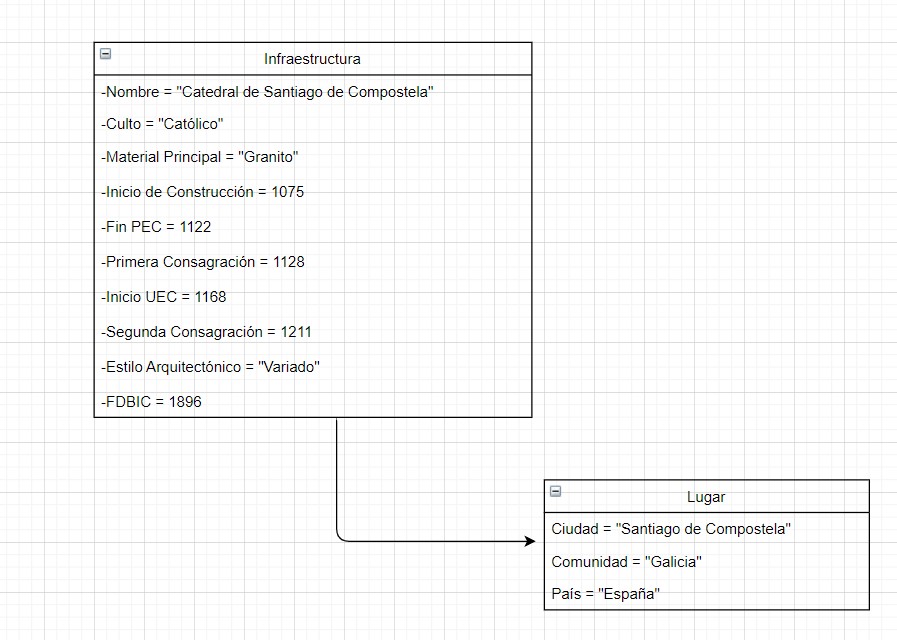 Infraestructura
-Nombre = "Catedral de Santiago de Compostela"
-Culto = "Católico"
-Material Principal = "Granito"
-Inicio de Construcción = 1075
-Fin PEC = 1122
-Primera Consagración = 1128
-Inicio UEC = 1168
-Segunda Consagración = 1211
-Estilo Arquitectónico = "Variado"
-FDBIC = 1896
Lugar
Ciudad = "Santiago de Compostela"
Comunidad = "Galicia"
País = "España"